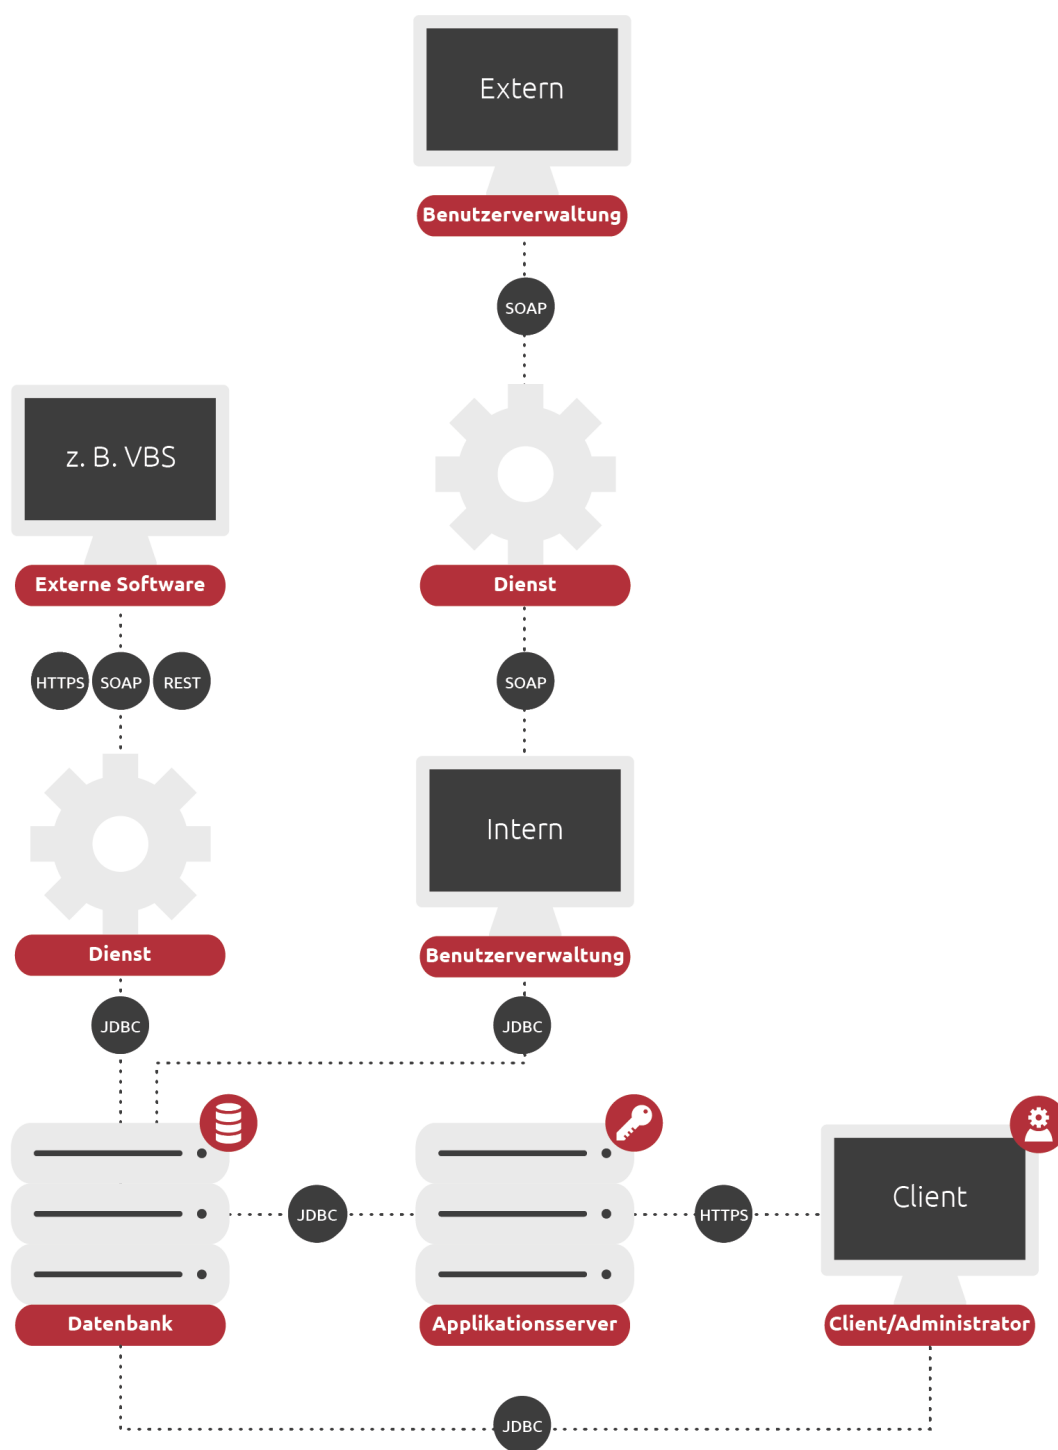 Extern
Benutzerverwaltung
SOAP
z. B. VBS
Externe Software
Dienst
HTTPS SOAP REST
SOAP
Intern
Dienst
Benutzerverwaltung
JDBC
JDBC
Client
JDBC
HTTPS
Datenbank
Applikationsserver
Client/Administrator
JDBC